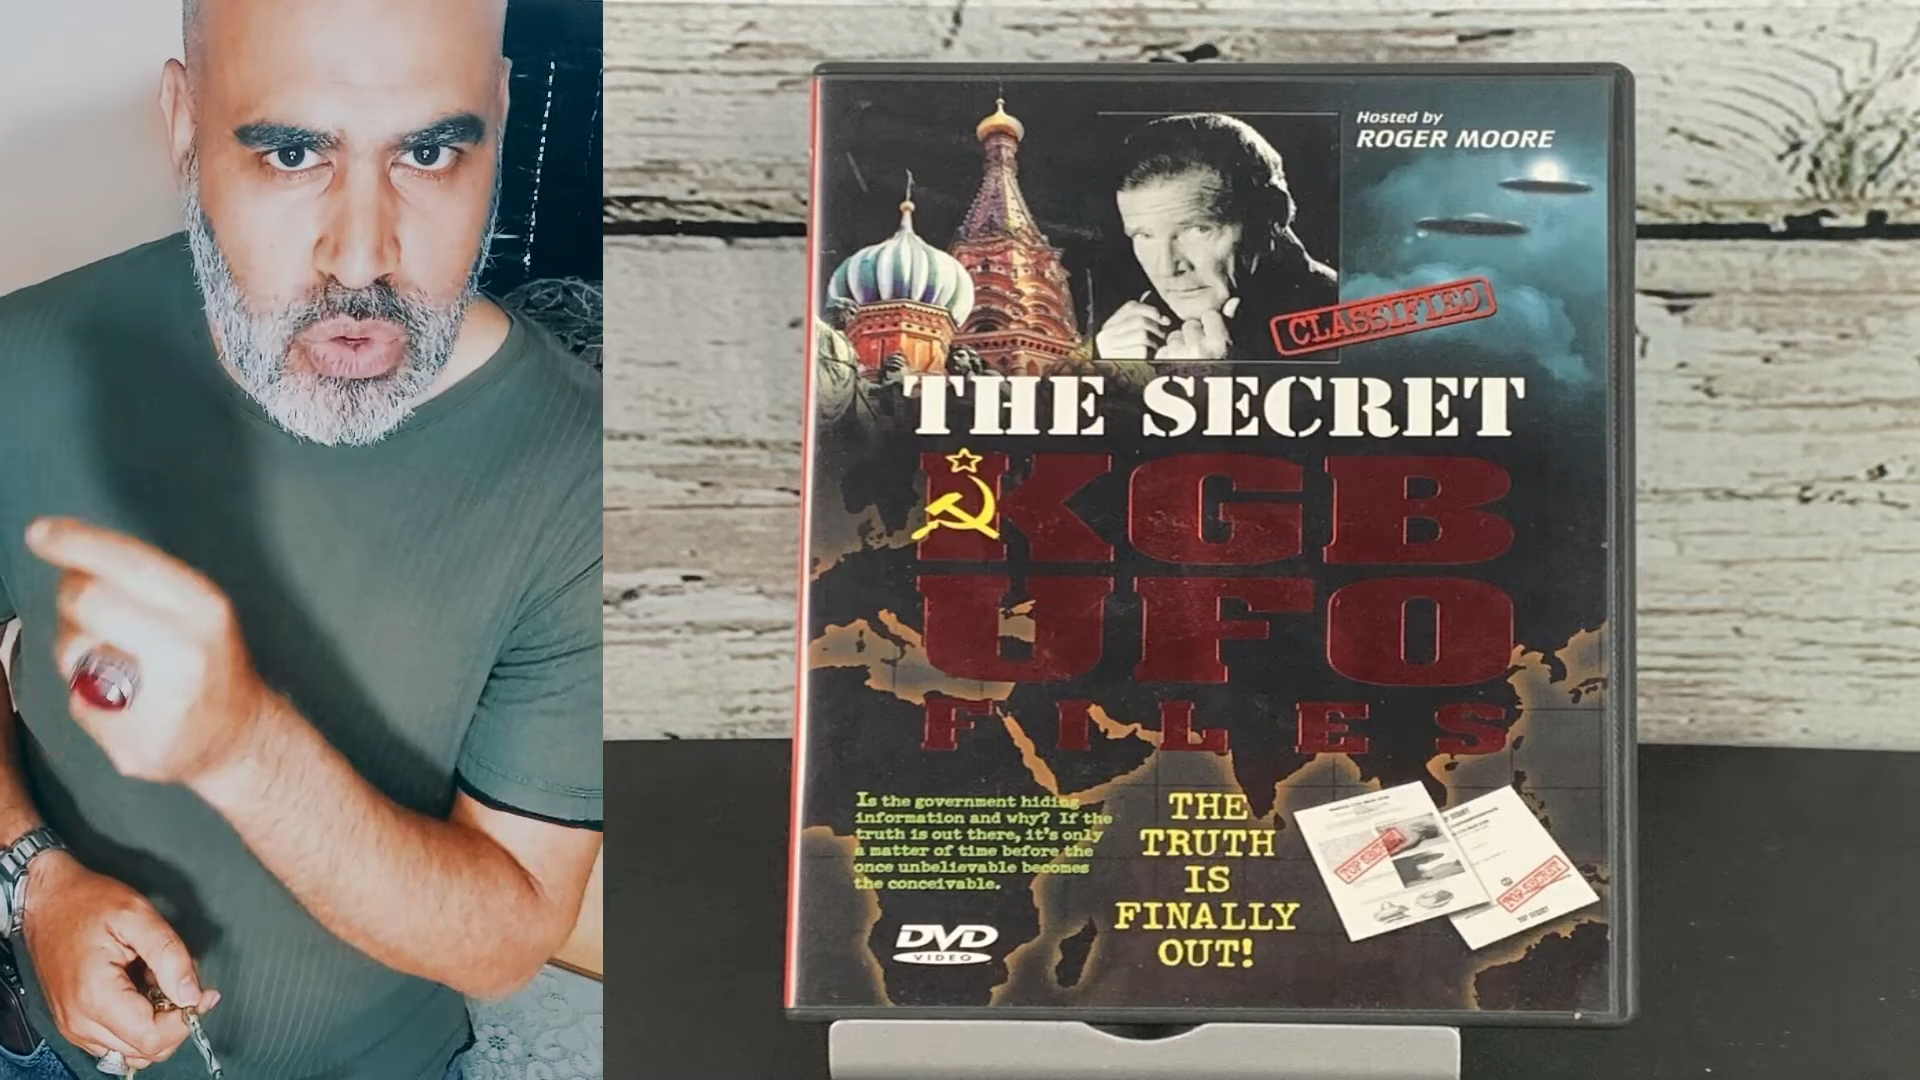 Hosted by
ROGER MOORE
CLASSIFIED
THE SECRET
KGB
UFO
FILES
Is the government hiding
information and why? If the
truth is out there, it's only
a matter of time before the
once unbelievable becomes
the conceivable.
THE
TRUTH
IS
FINALLY
OUT!
DVD
VIDEO
TOP SECRET
TOP SECRET
TOP SECRET